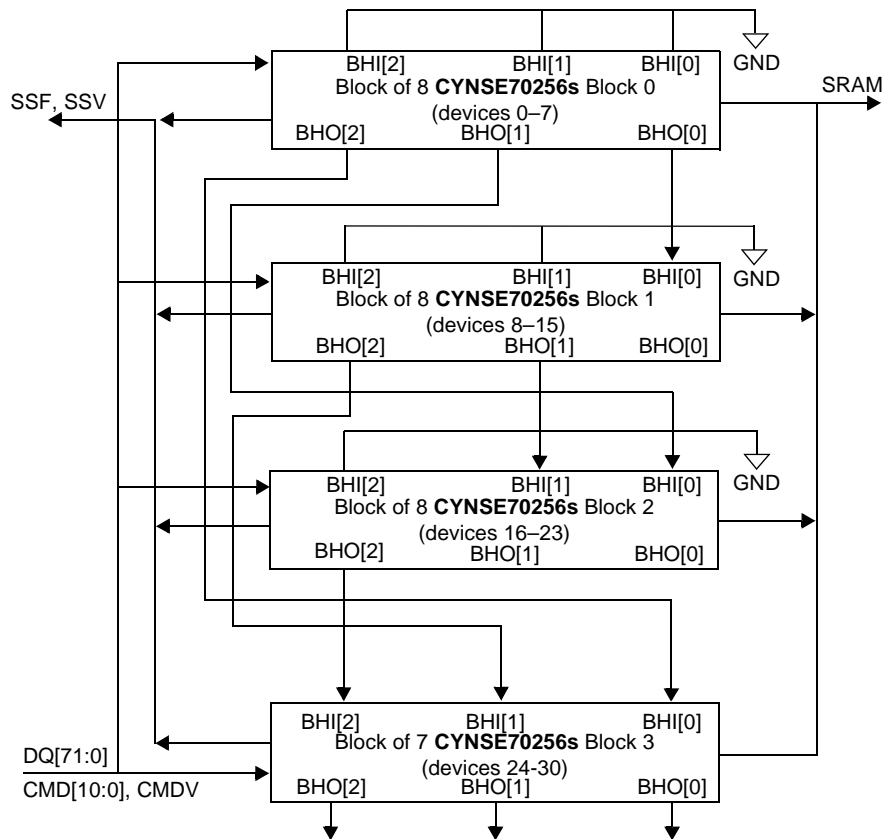 BHI[2] BHI[1] BHI[0] GND
SSF, SSV
Block of 8 CYNSE70256s Block 0
SRAM
(devices 0–7)
BHO[2] BHO[1] BHO[0]
BHI[2] BHI[1] BHI[0] GND
Block of 8 CYNSE70256s Block 1
(devices 8–15)
BHO[2] BHO[1] BHO[0]
BHI[2] BHI[1] BHI[0] GND
Block of 8 CYNSE70256s Block 2
(devices 16–23)
BHO[2] BHO[1] BHO[0]
BHI[2] BHI[1] BHI[0]
Block of 7 CYNSE70256s Block 3
DQ[71:0]
(devices 24-30)
CMD[10:0], CMDV
BHO[2] BHO[1] BHO[0]